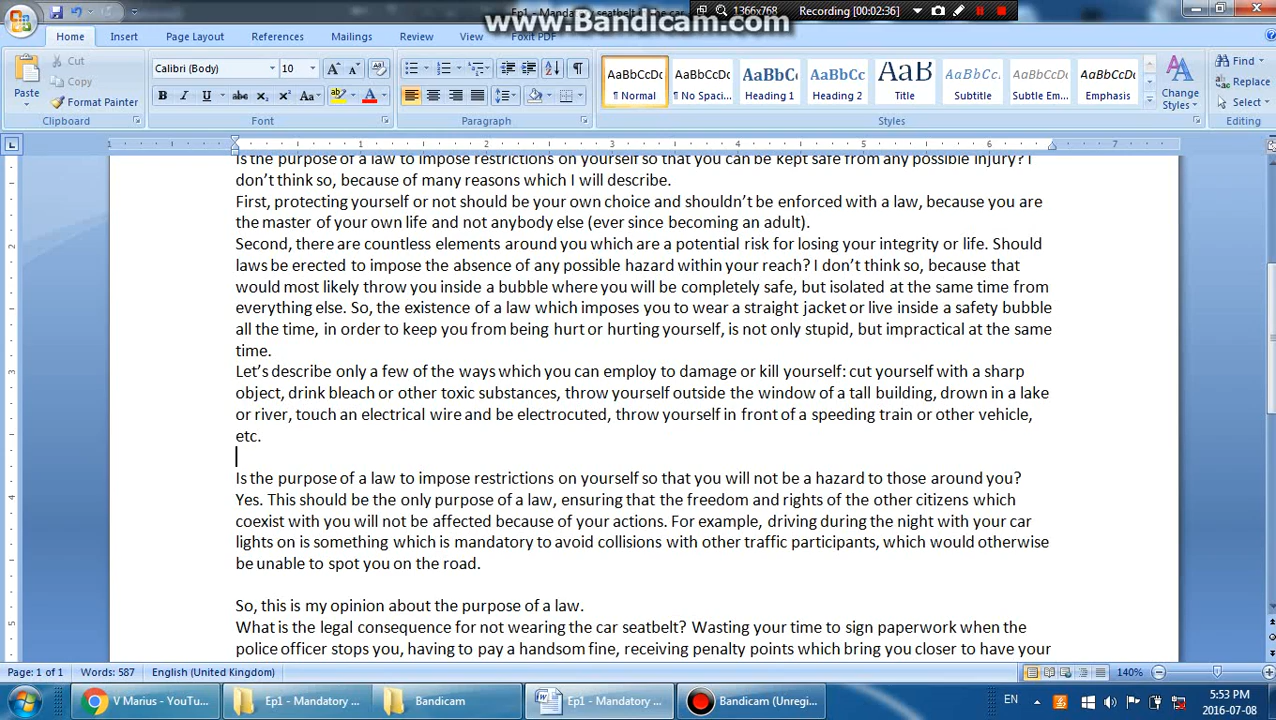 Ep1 - Mandatory seatbelt the car
www.Bandicam.com
1366x768 Recording [00:02:36]
Home Insert Page Layout References Mailings Review View Foxit PDF
Cut
Copy
Format Painter
Paste
Clipboard
Calibri (Body) 10
Font
Paragraph
AaBbCcDc AaBbCcDc AaBbCc AaBbCc AaB AaBbCc. AaBbCcDc AaBbCcDc
¶ Normal ¶ No Spaci... Heading 1 Heading 2 Title Subtitle Subtle Em... Emphasis
Change Styles
Styles
Find
Replace
Select
Editing
1 1 2 3 4 5 6 7
Is the purpose of a law to impose restrictions on yourself so that you can be kept safe from any possible injury? I
don't think so, because of many reasons which I will describe.
First, protecting yourself or not should be your own choice and shouldn't be enforced with a law, because you are
the master of your own life and not anybody else (ever since becoming an adult).
Second, there are countless elements around you which are a potential risk for losing your integrity or life. Should
laws be erected to impose the absence of any possible hazard within your reach? I don't think so, because that
would most likely throw you inside a bubble where you will be completely safe, but isolated at the same time from
everything else. So, the existence of a law which imposes you to wear a straight jacket or live inside a safety bubble
all the time, in order to keep you from being hurt or hurting yourself, is not only stupid, but impractical at the same
time.
Let's describe only a few of the ways which you can employ to damage or kill yourself: cut yourself with a sharp
object, drink bleach or other toxic substances, throw yourself outside the window of a tall building, drown in a lake
or river, touch an electrical wire and be electrocuted, throw yourself in front of a speeding train or other vehicle,
etc.
Is the purpose of a law to impose restrictions on yourself so that you will not be a hazard to those around you?
Yes. This should be the only purpose of a law, ensuring that the freedom and rights of the other citizens which
coexist with you will not be affected because of your actions. For example, driving during the night with your car
lights on is something which is mandatory to avoid collisions with other traffic participants, which would otherwise
be unable to spot you on the road.
So, this is my opinion about the purpose of a law.
What is the legal consequence for not wearing the car seatbelt? Wasting your time to sign paperwork when the
police officer stops you, having to pay a handsom fine, receiving penalty points which bring you closer to have your
Page: 1 of 1 Words: 587 English (United Kingdom) 140%
V Marius - YouTu... Ep1 - Mandatory ... Bandicam Ep1 - Mandatory ... Bandicam (Unregi... EN 5:53 PM
2016-07-08